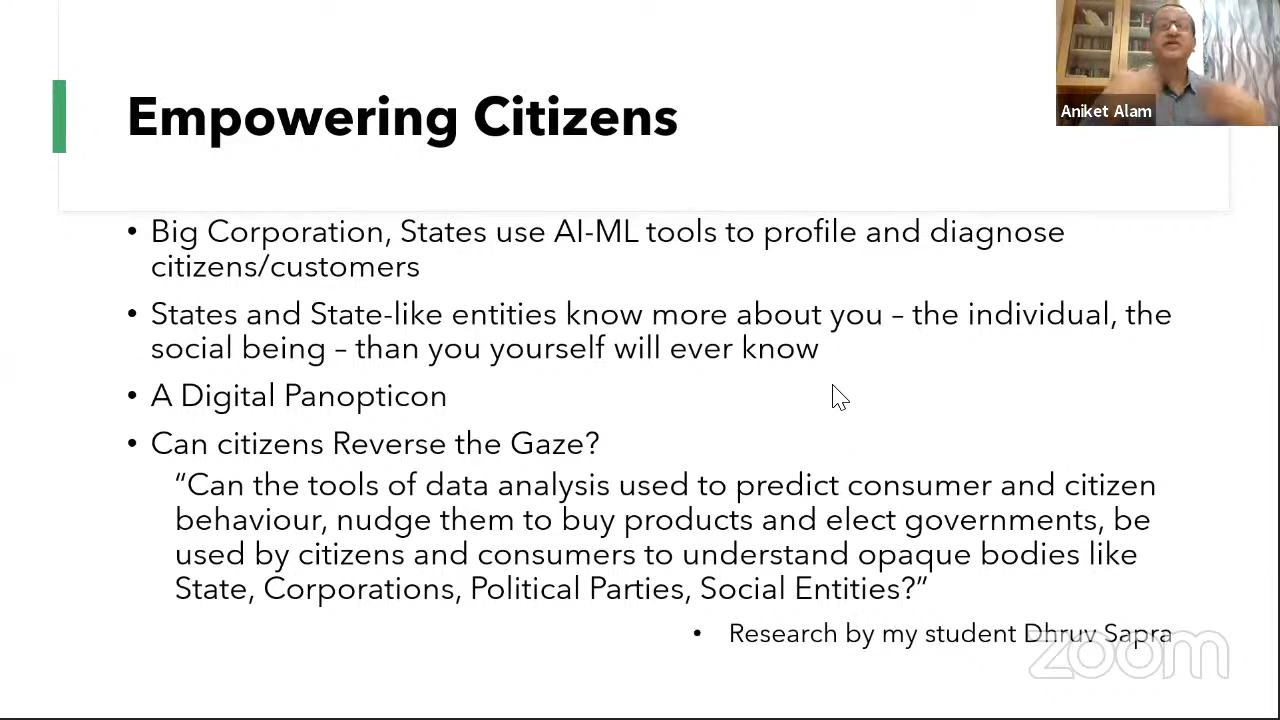 Aniket Alam
Empowering Citizens
• Big Corporation, States use AI-ML tools to profile and diagnose
citizens/customers
• States and State-like entities know more about you – the individual, the
social being – than you yourself will ever know
• A Digital Panopticon
• Can citizens Reverse the Gaze?
"Can the tools of data analysis used to predict consumer and citizen
behaviour, nudge them to buy products and elect governments, be
used by citizens and consumers to understand opaque bodies like
State, Corporations, Political Parties, Social Entities?"
• Research by my student Dhruv Sapra
zoom